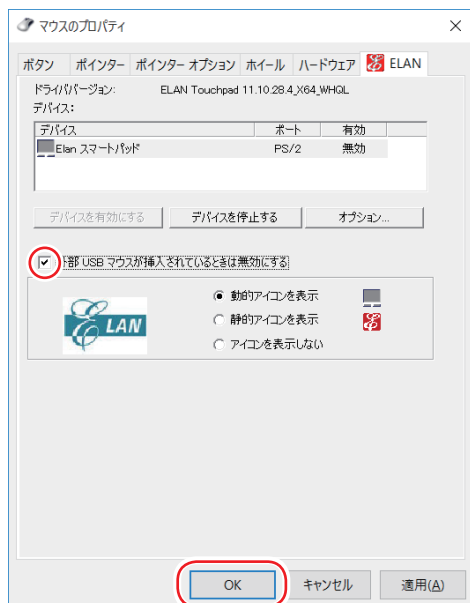 マウスのプロパティ
ボタン ポインター ポインター オプション ホイール ハードウェア ELAN
ドライババージョン: ELAN Touchpad 11.10.28.4_X64_WHQL
デバイス:
デバイス ポート 有効
Elan スマートパッド PS/2 無効
デバイスを有効にする デバイスを停止する オプション...
部 USB マウスが挿入されているときは無効にする
動的アイコンを表示
ELAN
静的アイコンを表示
アイコンを表示しない
OK キャンセル 適用(A)